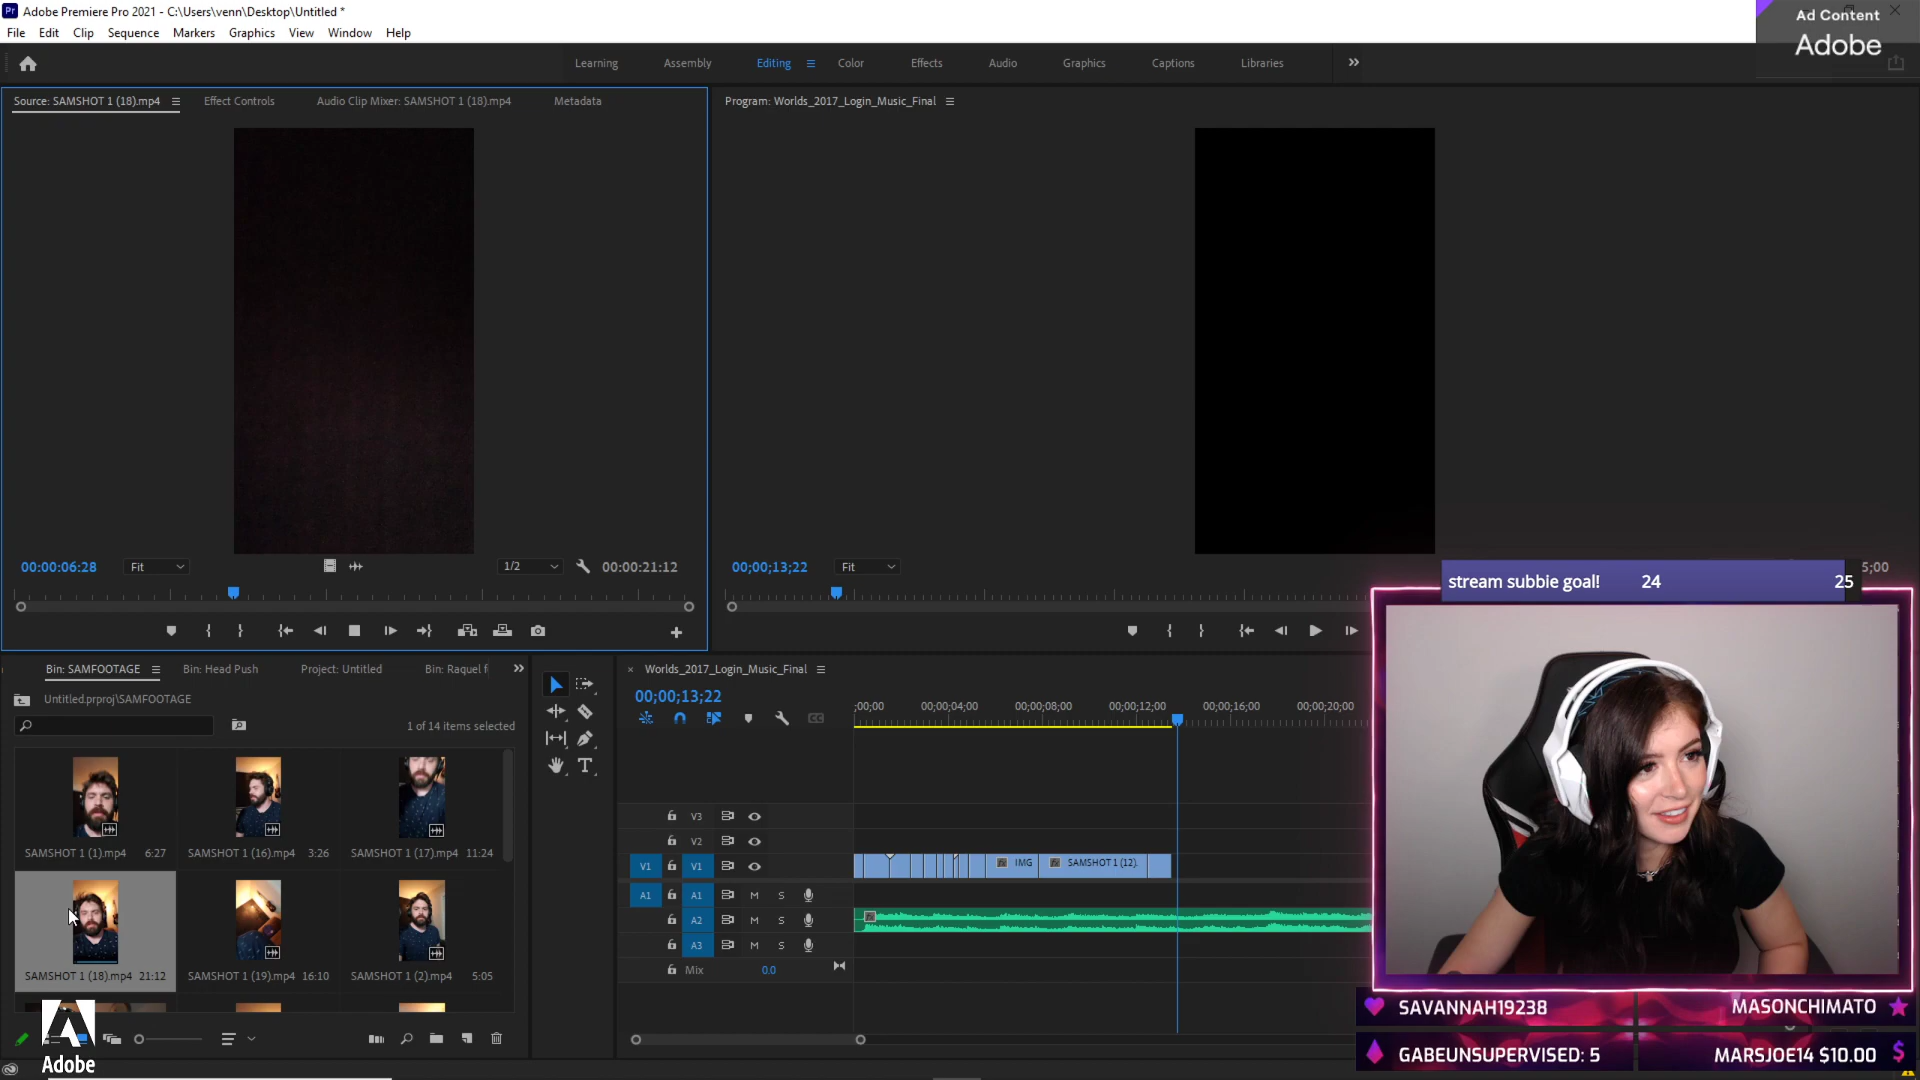 Pr Adobe Premiere Pro 2021 - C:\Users\venn\Desktop\Untitled *
File Edit Clip Sequence Markers Graphics View Window Help
Ad Content
Adobe
Learning Assembly Editing Color Effects Audio Graphics Captions Libraries
Source: SAMSHOT 1 (18).mp4 Effect Controls Audio Clip Mixer: SAMSHOT 1 (18).mp4 Metadata
Program: Worlds_2017_Login_Music_Final
00:00:06:28 Fit 1/2 00:00:21:12
00;00;13;22 Fit 5;00
stream subbie goal! 24 25
Bin: SAMFOOTAGE Bin: Head Push Project: Untitled Bin: Raquel f
Untitled.prproj\SAMFOOTAGE
1 of 14 items selected
SAMSHOT 1 (1).mp4 6:27
SAMSHOT 1 (16).mp4 3:26
SAMSHOT 1 (17).mp4 11:24
SAMSHOT 1 (18).mp4 21:12
SAMSHOT 1 (19).mp4 16:10
SAMSHOT 1 (2).mp4 5:05
Adobe
Worlds_2017_Login_Music_Final
00;00;13;22
;00;00 00;00;04;00 00;00;08;00 00;00;12;00 00;00;16;00 00;00;20;00
V3
V2
V1 V1 IMG SAMSHOT 1 (12).
A1 A1 M S
A2 M S
A3 M S
Mix 0.0
SAVANNAH19238 MASONCHIMATO
GABEUNSUPERVISED: 5 MARSJOE14 $10.00